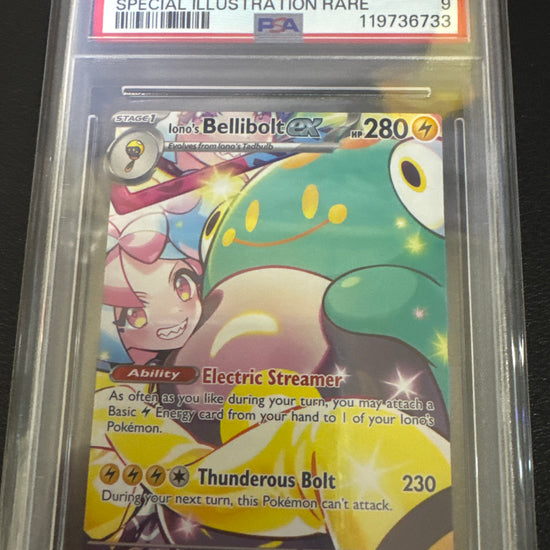 SPECIAL ILLUSTRATION RARE 9
PSA 119736733
STAGE 1 Iono's Bellibolt ex HP 280
Evolves from Iono's Tadbulb
Ability Electric Streamer
As often as you like during your turn, you may attach a
Basic Energy card from your hand to 1 of your Iono's
Pokémon.
Thunderous Bolt 230
During your next turn, this Pokémon can't attack.